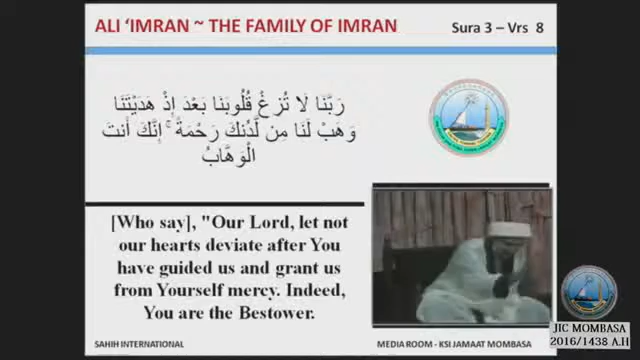 ALI ‘IMRAN ~ THE FAMILY OF IMRAN
Sura 3 – Vrs 8
رَبَّنَا لَا تُزِغْ قُلُوبَنَا بَعْدَ إِذْ هَدَيْتَنَا
وَهَبْ لَنَا مِن لَّدُنكَ رَحْمَةً ۚ إِنَّكَ أَنتَ
الْوَهَّابُ
[Who say], "Our Lord, let not
our hearts deviate after You
have guided us and grant us
from Yourself mercy. Indeed,
You are the Bestower.
SAHIH INTERNATIONAL
MEDIA ROOM - KSI JAMAAT MOMBASA
JIC MOMBASA
2016/1438 A.H